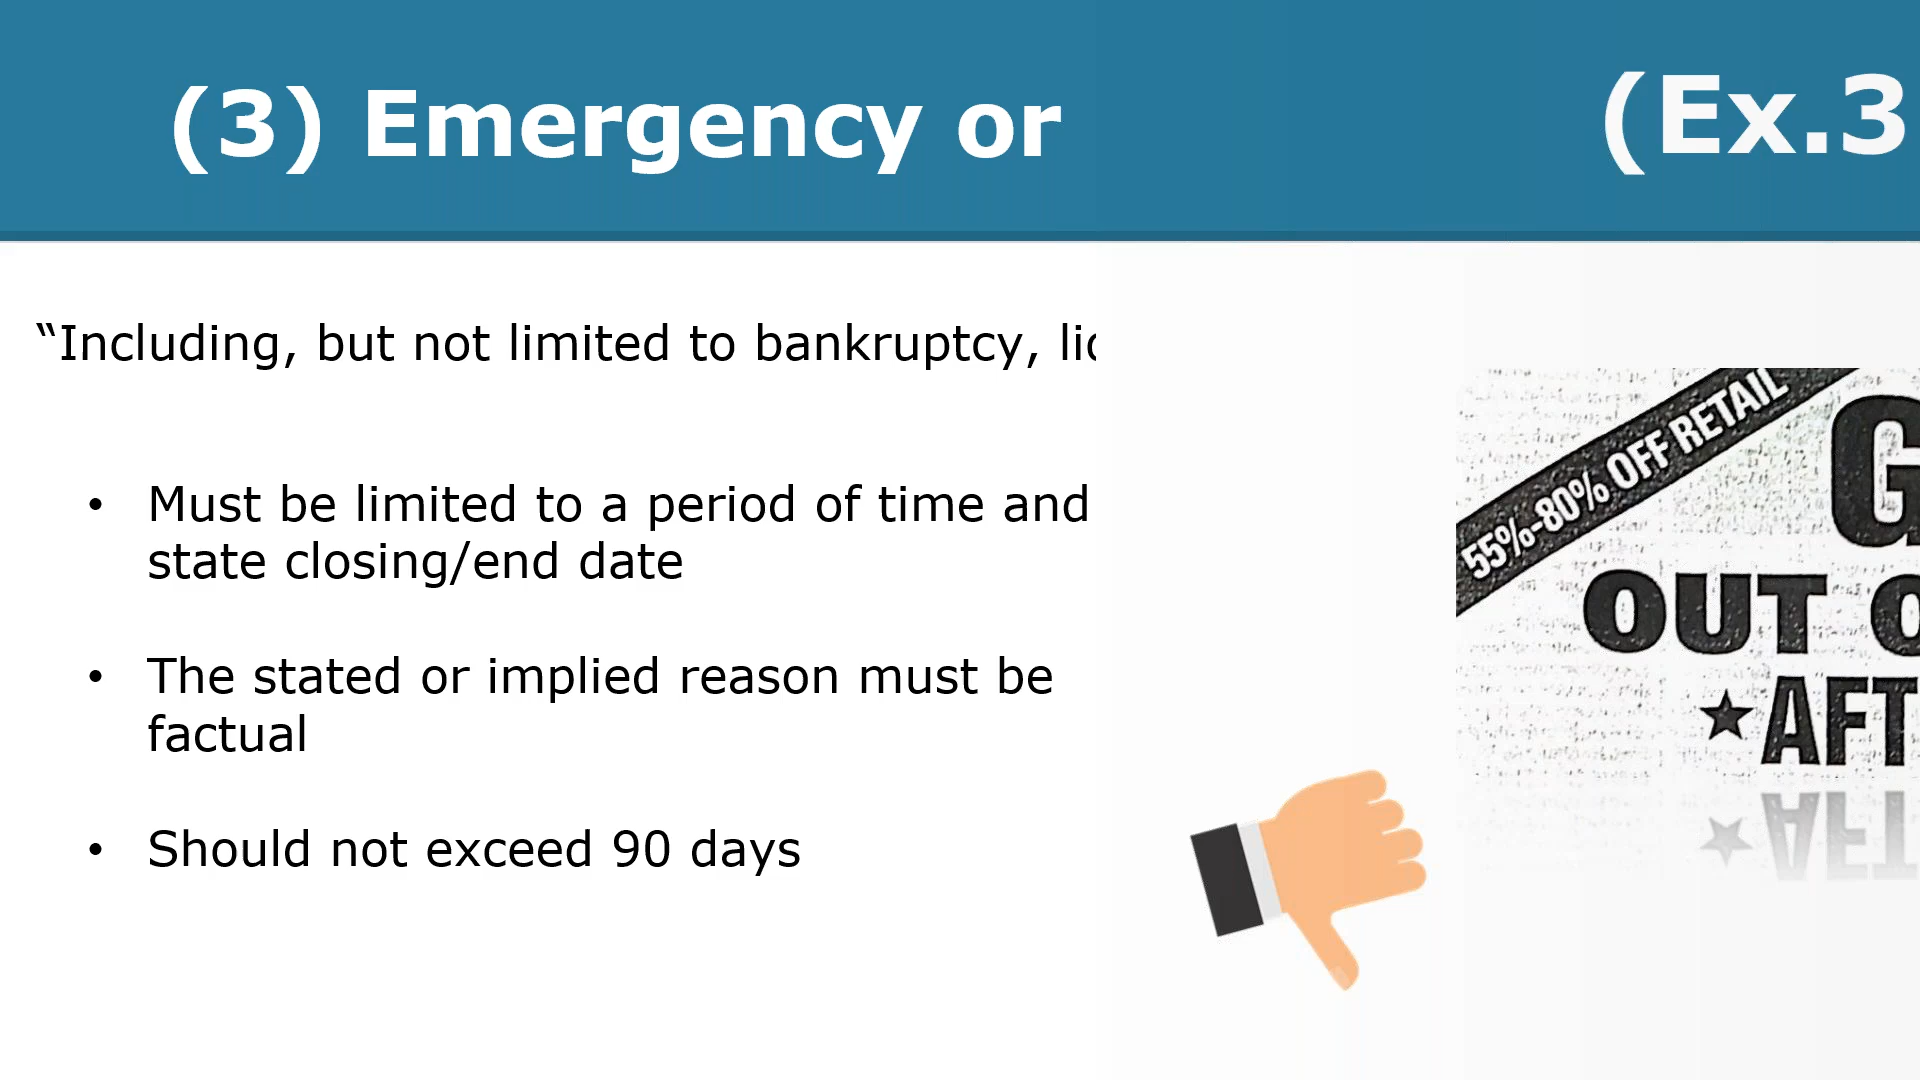 (3) Emergency or
(Ex.3
“Including, but not limited to bankruptcy,
• Must be limited to a period of time and
state closing/end date
• The stated or implied reason must be
factual
• Should not exceed 90 days
55%-80% OFF RETAIL
G
OUT O
★AFT